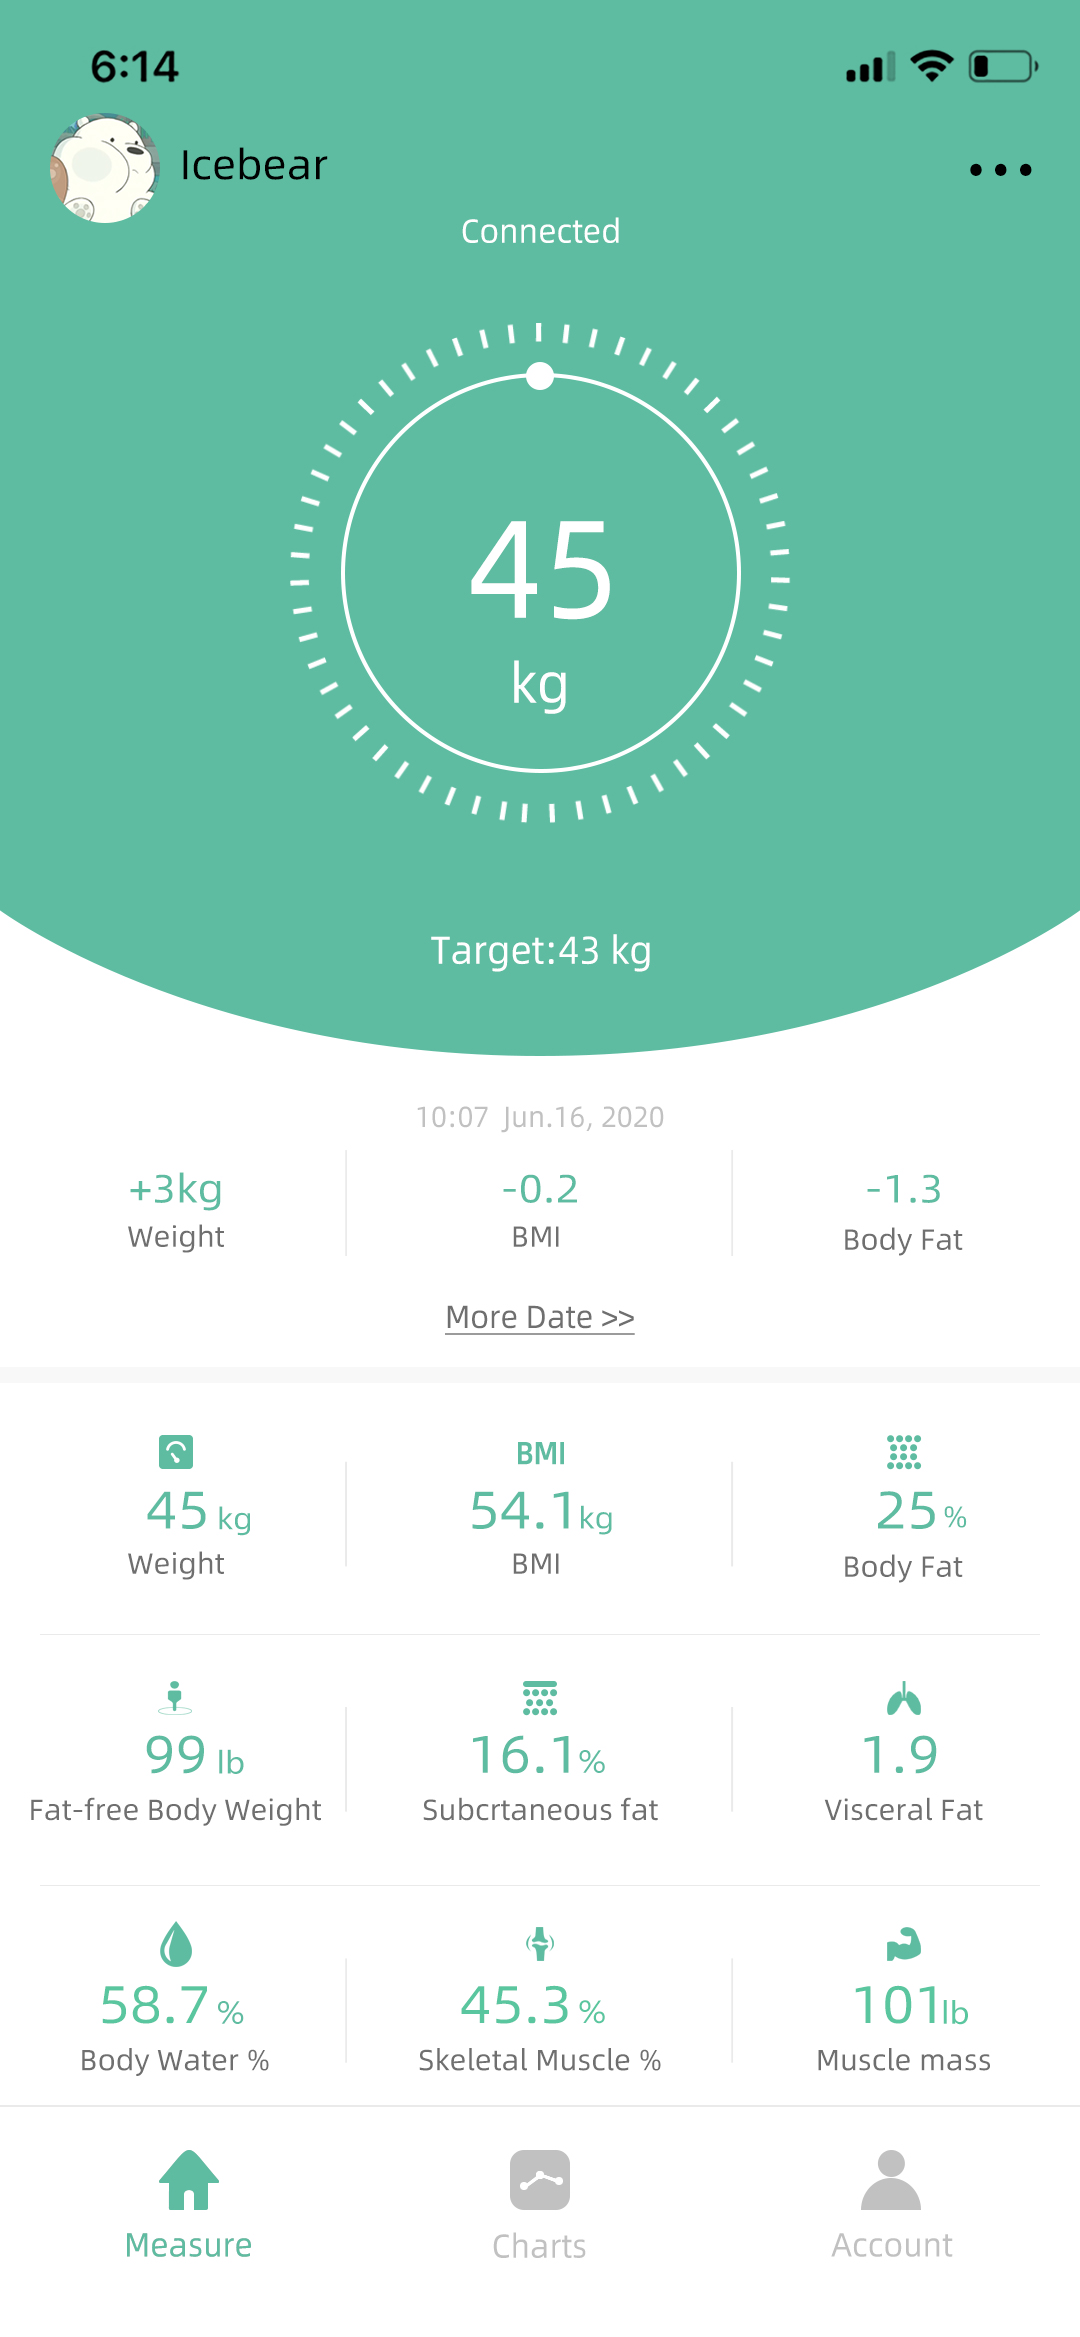 6:14
Icebear
Connected
45
kg
Target:43 kg
10:07 Jun.16, 2020
+3kg -0.2 -1.3
Weight BMI Body Fat
More Date >>
BMI
45 kg 54.1kg 25 %
Weight BMI Body Fat
99 lb 16.1% 1.9
Fat-free Body Weight Subcrtaneous fat Visceral Fat
58.7 % 45.3 % 101lb
Body Water % Skeletal Muscle % Muscle mass
Measure Charts Account